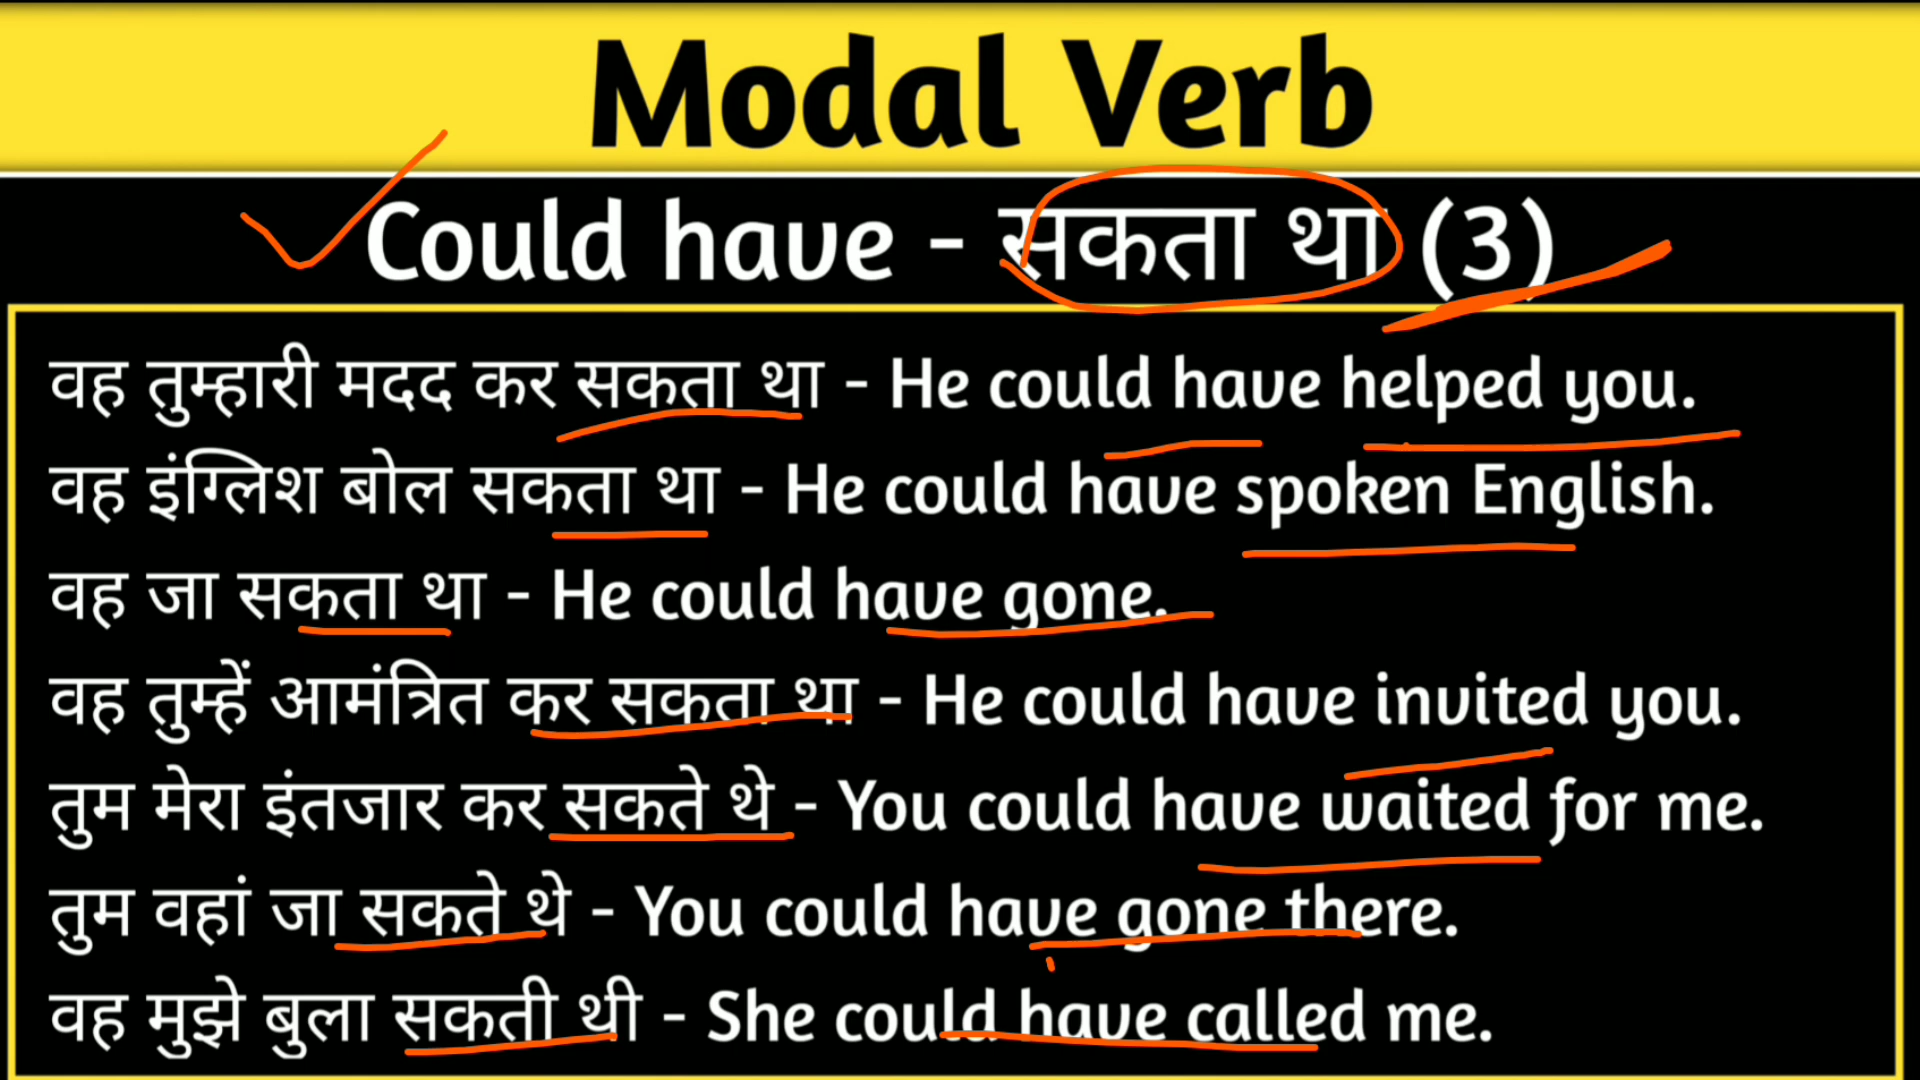 Modal Verb
Could have - सकता था (3)
वह तुम्हारी मदद कर सकता था - He could have helped you.
वह इंग्लिश बोल सकता था - He could have spoken English.
वह जा सकता था - He could have gone.
वह तुम्हें आमंत्रित कर सकता था - He could have invited you.
तुम मेरा इंतजार कर सकते थे - You could have waited for me.
तुम वहां जा सकते थे - You could have gone there.
वह मुझे बुला सकती थी - She could have called me.